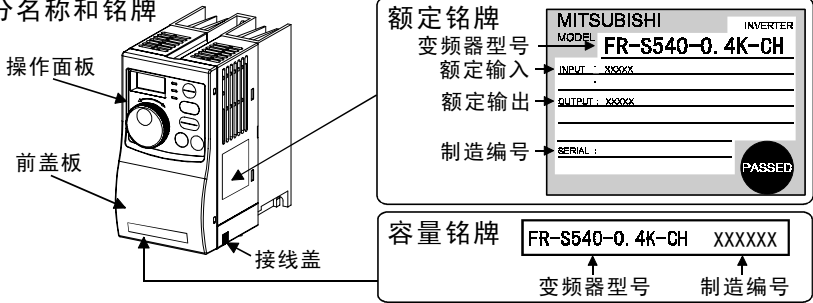 分名称和铭牌
操作面板
前盖板
接线盖
额定铭牌
变频器型号
额定输入
额定输出
制造编号
MITSUBISHI
INVERTER
MODEL FR-S540-0.4K-CH
INPUT : XXXXX
:
OUTPUT : XXXXX
SERIAL :
PASSED
容量铭牌
FR-S540-0.4K-CH XXXXXX
变频器型号 制造编号